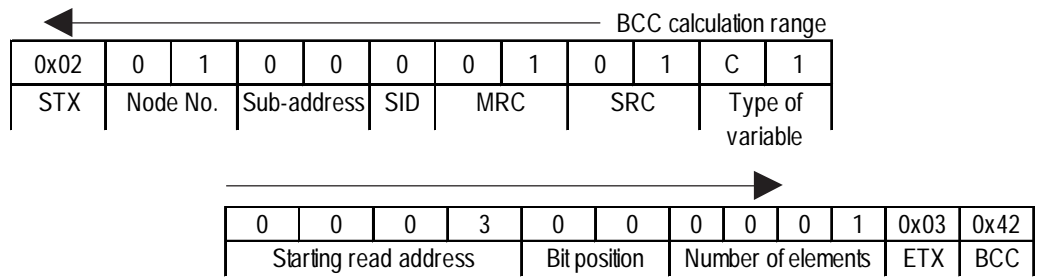 BCC calculation range
0x02 0 1 0 0 0 0 1 0 1 C 1
STX Node No. Sub-address SID MRC SRC Type of
variable
0 0 0 3 0 0 0 0 0 1 0x03 0x42
Starting read address Bit position Number of elements ETX BCC